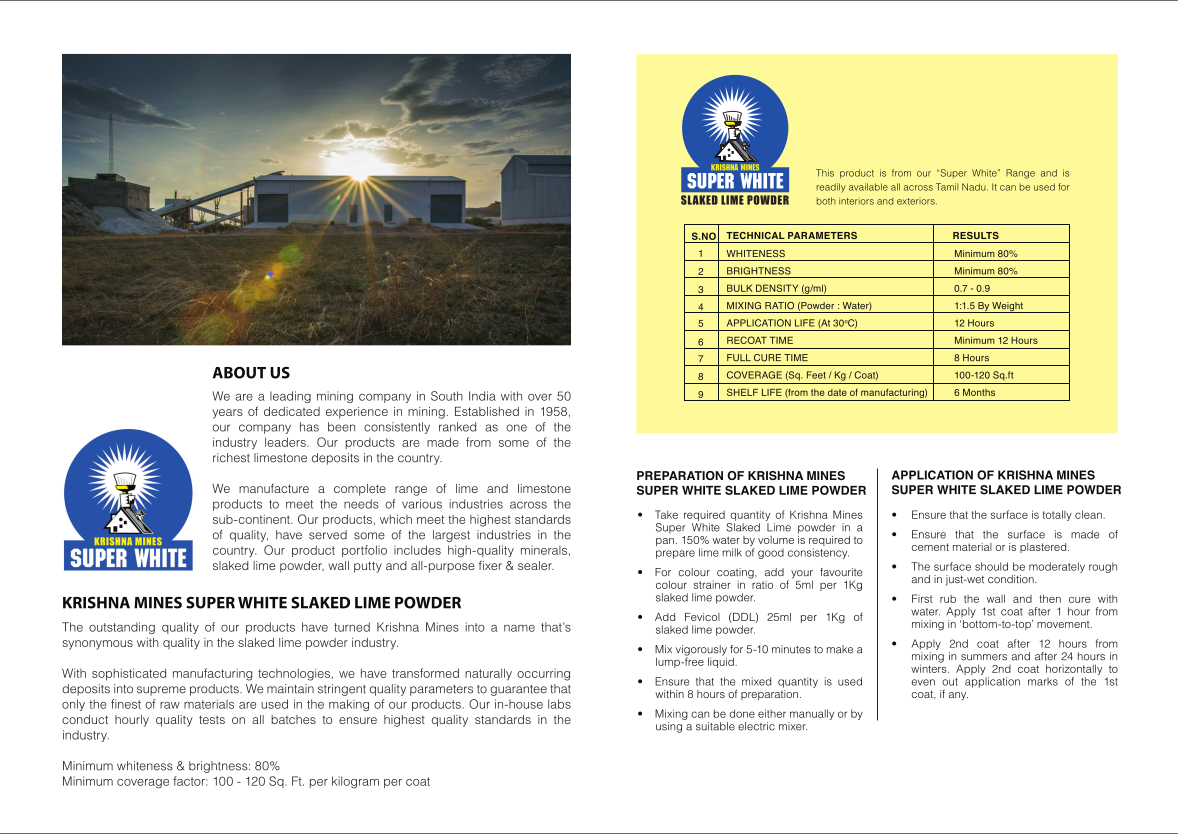 ABOUT US
We are a leading mining company in South India with over 50
years of dedicated experience in mining. Established in 1958,
our company has been consistently ranked as one of the
industry leaders. Our products are made from some of the
richest limestone deposits in the country.
We manufacture a complete range of lime and limestone
products to meet the needs of various industries across the
sub-continent. Our products, which meet the highest standards
of quality, have served some of the largest industries in the
country. Our product portfolio includes high-quality minerals,
slaked lime powder, wall putty and all-purpose fixer & sealer.
KRISHNA MINES
SUPER WHITE
KRISHNA MINES SUPER WHITE SLAKED LIME POWDER
The outstanding quality of our products have turned Krishna Mines into a name that's
synonymous with quality in the slaked lime powder industry.
With sophisticated manufacturing technologies, we have transformed naturally occurring
deposits into supreme products. We maintain stringent quality parameters to guarantee that
only the finest of raw materials are used in the making of our products. Our in-house labs
conduct hourly quality tests on all batches to ensure highest quality standards in the
industry.
Minimum whiteness & brightness: 80%
Minimum coverage factor: 100 - 120 Sq. Ft. per kilogram per coat
KRISHNA MINES
SUPER WHITE
SLAKED LIME POWDER
This product is from our “Super White” Range and is
readily available all across Tamil Nadu. It can be used for
both interiors and exteriors.
S.NO TECHNICAL PARAMETERS RESULTS
1 WHITENESS Minimum 80%
2 BRIGHTNESS Minimum 80%
3 BULK DENSITY (g/ml) 0.7 - 0.9
4 MIXING RATIO (Powder : Water) 1:1.5 By Weight
5 APPLICATION LIFE (At 30ºC) 12 Hours
6 RECOAT TIME Minimum 12 Hours
7 FULL CURE TIME 8 Hours
8 COVERAGE (Sq. Feet / Kg / Coat) 100-120 Sq.ft
9 SHELF LIFE (from the date of manufacturing) 6 Months
PREPARATION OF KRISHNA MINES
SUPER WHITE SLAKED LIME POWDER
• Take required quantity of Krishna Mines
Super White Slaked Lime powder in a
pan. 150% water by volume is required to
prepare lime milk of good consistency.
• For colour coating, add your favourite
colour strainer in ratio of 5ml per 1Kg
slaked lime powder.
• Add Fevicol (DDL) 25ml per 1Kg of
slaked lime powder.
• Mix vigorously for 5-10 minutes to make a
lump-free liquid.
• Ensure that the mixed quantity is used
within 8 hours of preparation.
• Mixing can be done either manually or by
using a suitable electric mixer.
APPLICATION OF KRISHNA MINES
SUPER WHITE SLAKED LIME POWDER
• Ensure that the surface is totally clean.
• Ensure that the surface is made of
cement material or is plastered.
• The surface should be moderately rough
and in just-wet condition.
• First rub the wall and then cure with
water. Apply 1st coat after 1 hour from
mixing in ‘bottom-to-top’ movement.
• Apply 2nd coat after 12 hours from
mixing in summers and after 24 hours in
winters. Apply 2nd coat horizontally to
even out application marks of the 1st
coat, if any.